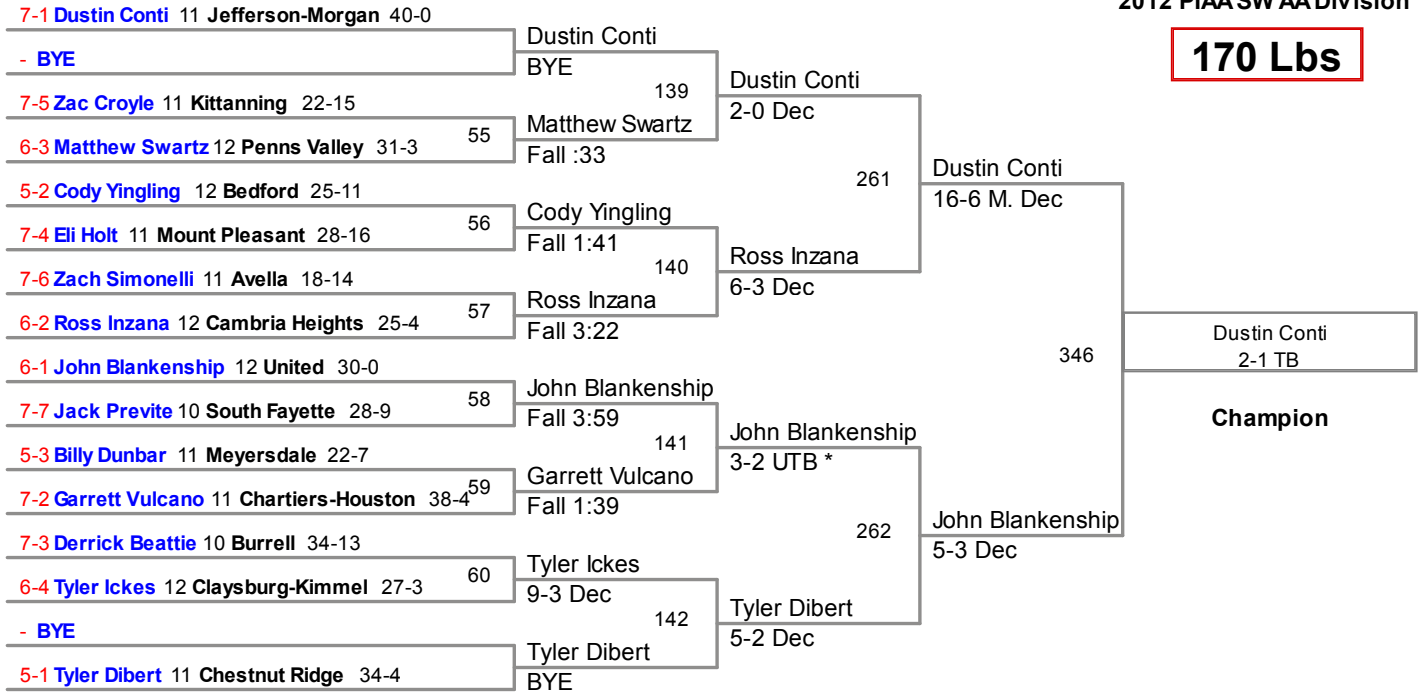 2012 PIAA SW AA Division
170 Lbs
7-1 Dustin Conti 11 Jefferson-Morgan 40-0
- BYE
7-5 Zac Croyle 11 Kittanning 22-15
6-3 Matthew Swartz 12 Penns Valley 31-3
5-2 Cody Yingling 12 Bedford 25-11
7-4 Eli Holt 11 Mount Pleasant 28-16
7-6 Zach Simonelli 11 Avella 18-14
6-2 Ross Inzana 12 Cambria Heights 25-4
6-1 John Blankenship 12 United 30-0
7-7 Jack Previte 10 South Fayette 28-9
5-3 Billy Dunbar 11 Meyersdale 22-7
7-2 Garrett Vulcano 11 Chartiers-Houston 38-4
7-3 Derrick Beattie 10 Burrell 34-13
6-4 Tyler Ickes 12 Claysburg-Kimmel 27-3
- BYE
5-1 Tyler Dibert 11 Chestnut Ridge 34-4
55
56
57
58
59
60
Dustin Conti
BYE
Matthew Swartz
Fall :33
Cody Yingling
Fall 1:41
Ross Inzana
Fall 3:22
John Blankenship
Fall 3:59
Garrett Vulcano
Fall 1:39
Tyler Ickes
9-3 Dec
Tyler Dibert
BYE
139
140
141
142
Dustin Conti
2-0 Dec
Ross Inzana
6-3 Dec
John Blankenship
3-2 UTB *
Tyler Dibert
5-2 Dec
261
262
Dustin Conti
16-6 M. Dec
John Blankenship
5-3 Dec
346
Dustin Conti
2-1 TB
Champion